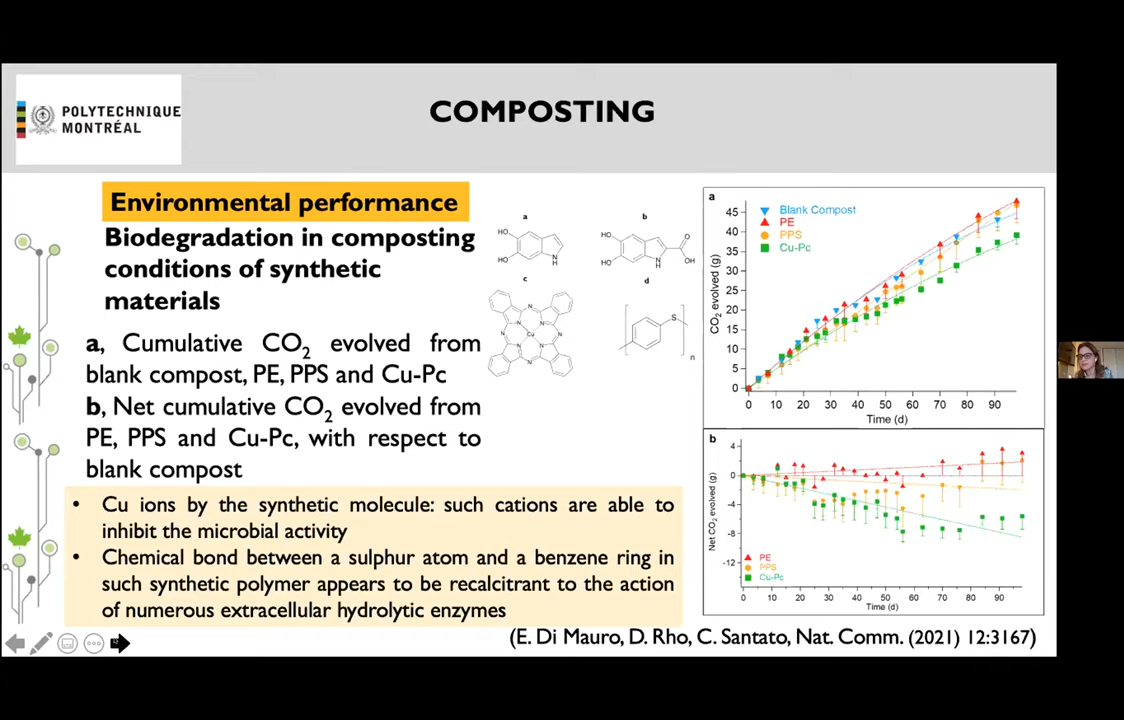 POLYTECHNIQUE
MONTRÉAL
COMPOSTING
Environmental performance
Biodegradation in composting
conditions of synthetic
materials
a, Cumulative CO2 evolved from
blank compost, PE, PPS and Cu-Pc
b, Net cumulative CO2 evolved from
PE, PPS and Cu-Pc, with respect to
blank compost
• Cu ions by the synthetic molecule: such cations are able to
inhibit the microbial activity
• Chemical bond between a sulphur atom and a benzene ring in
such synthetic polymer appears to be recalcitrant to the action
of numerous extracellular hydrolytic enzymes
a
HO
HO
N
H
b
HO
HO
N
H
O
OH
c
N
N
N
N
Cu
N
N
N
N
d
S
n
a
Blank Compost
PE
PPS
Cu-Pc
CO2 evolved (g)
45
40
35
30
25
20
15
10
5
0
0 10 20 30 40 50 60 70 80 90
Time (d)
b
Net CO2 evolved (g)
4
0
-4
-8
-12
PE
PPS
Cu-Pc
0 10 20 30 40 50 60 70 80 90
Time (d)
(E. Di Mauro, D. Rho, C. Santato, Nat. Comm. (2021) 12:3167)